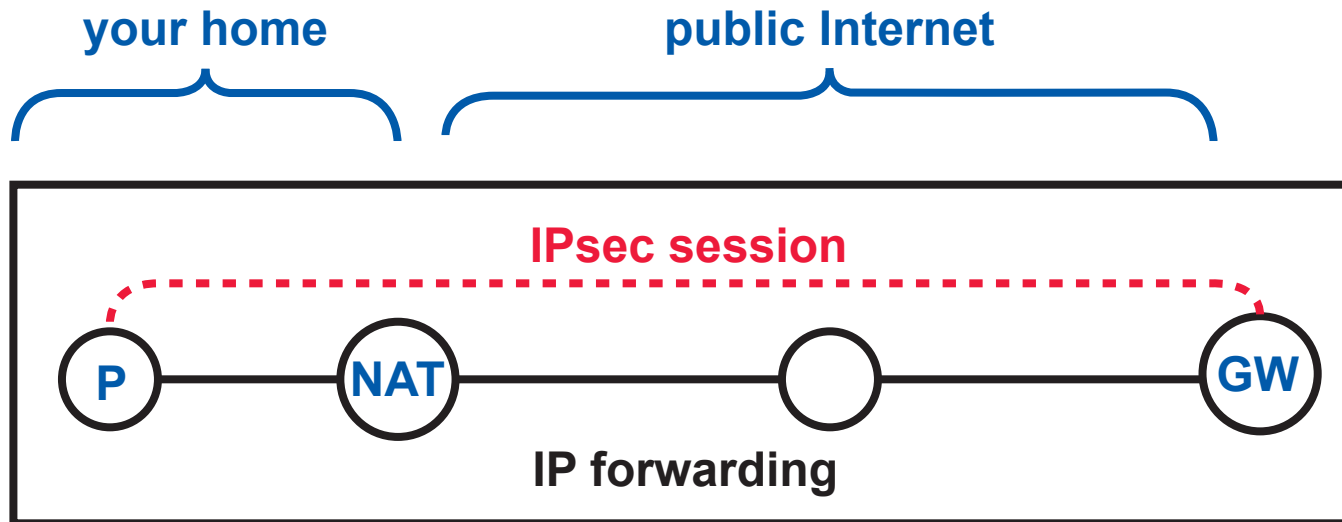 your home
public Internet
IPsec session
P
NAT
GW
IP forwarding